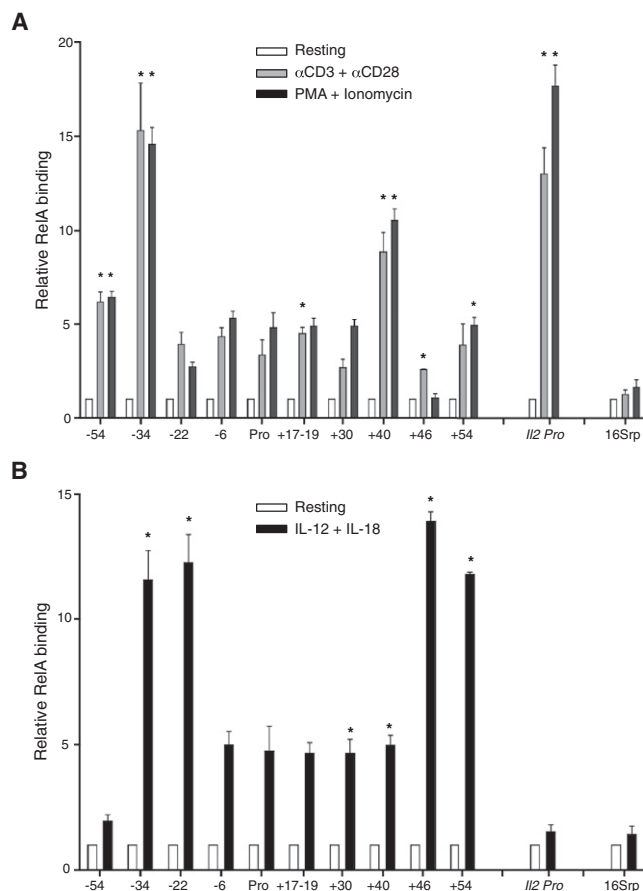 A
20
15
10
5
0
Relative RelA binding
Resting
αCD3 + αCD28
PMA + Ionomycin
* * * * * * * * * * * *
-54 -34 -22 -6 Pro +17-19 +30 +40 +46 +54 Il2 Pro 16Srp
B
15
10
5
0
Relative RelA binding
Resting
IL-12 + IL-18
* * * * * *
-54 -34 -22 -6 Pro +17-19 +30 +40 +46 +54 Il2 Pro 16Srp